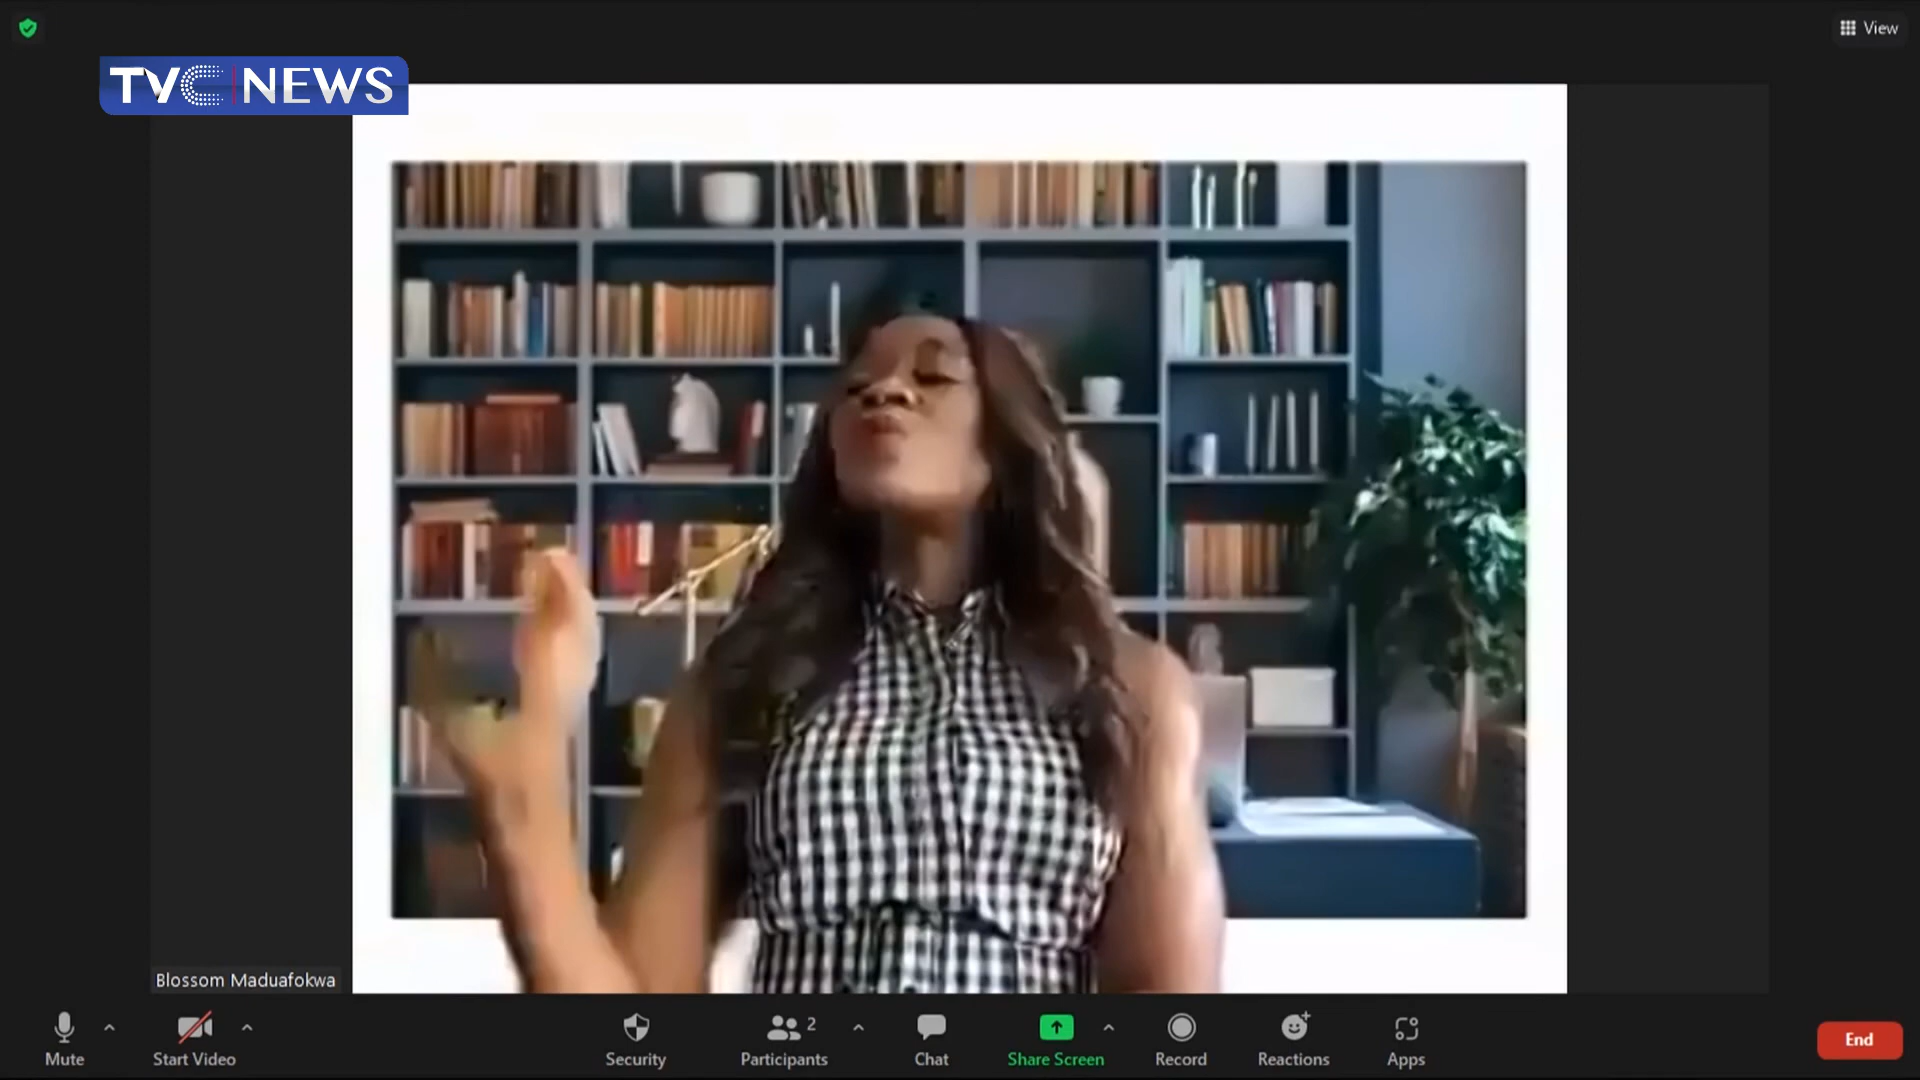 View
TVC NEWS
Blossom Maduafokwa
Mute
Start Video
Security
2
Participants
Chat
Share Screen
Record
Reactions
Apps
End